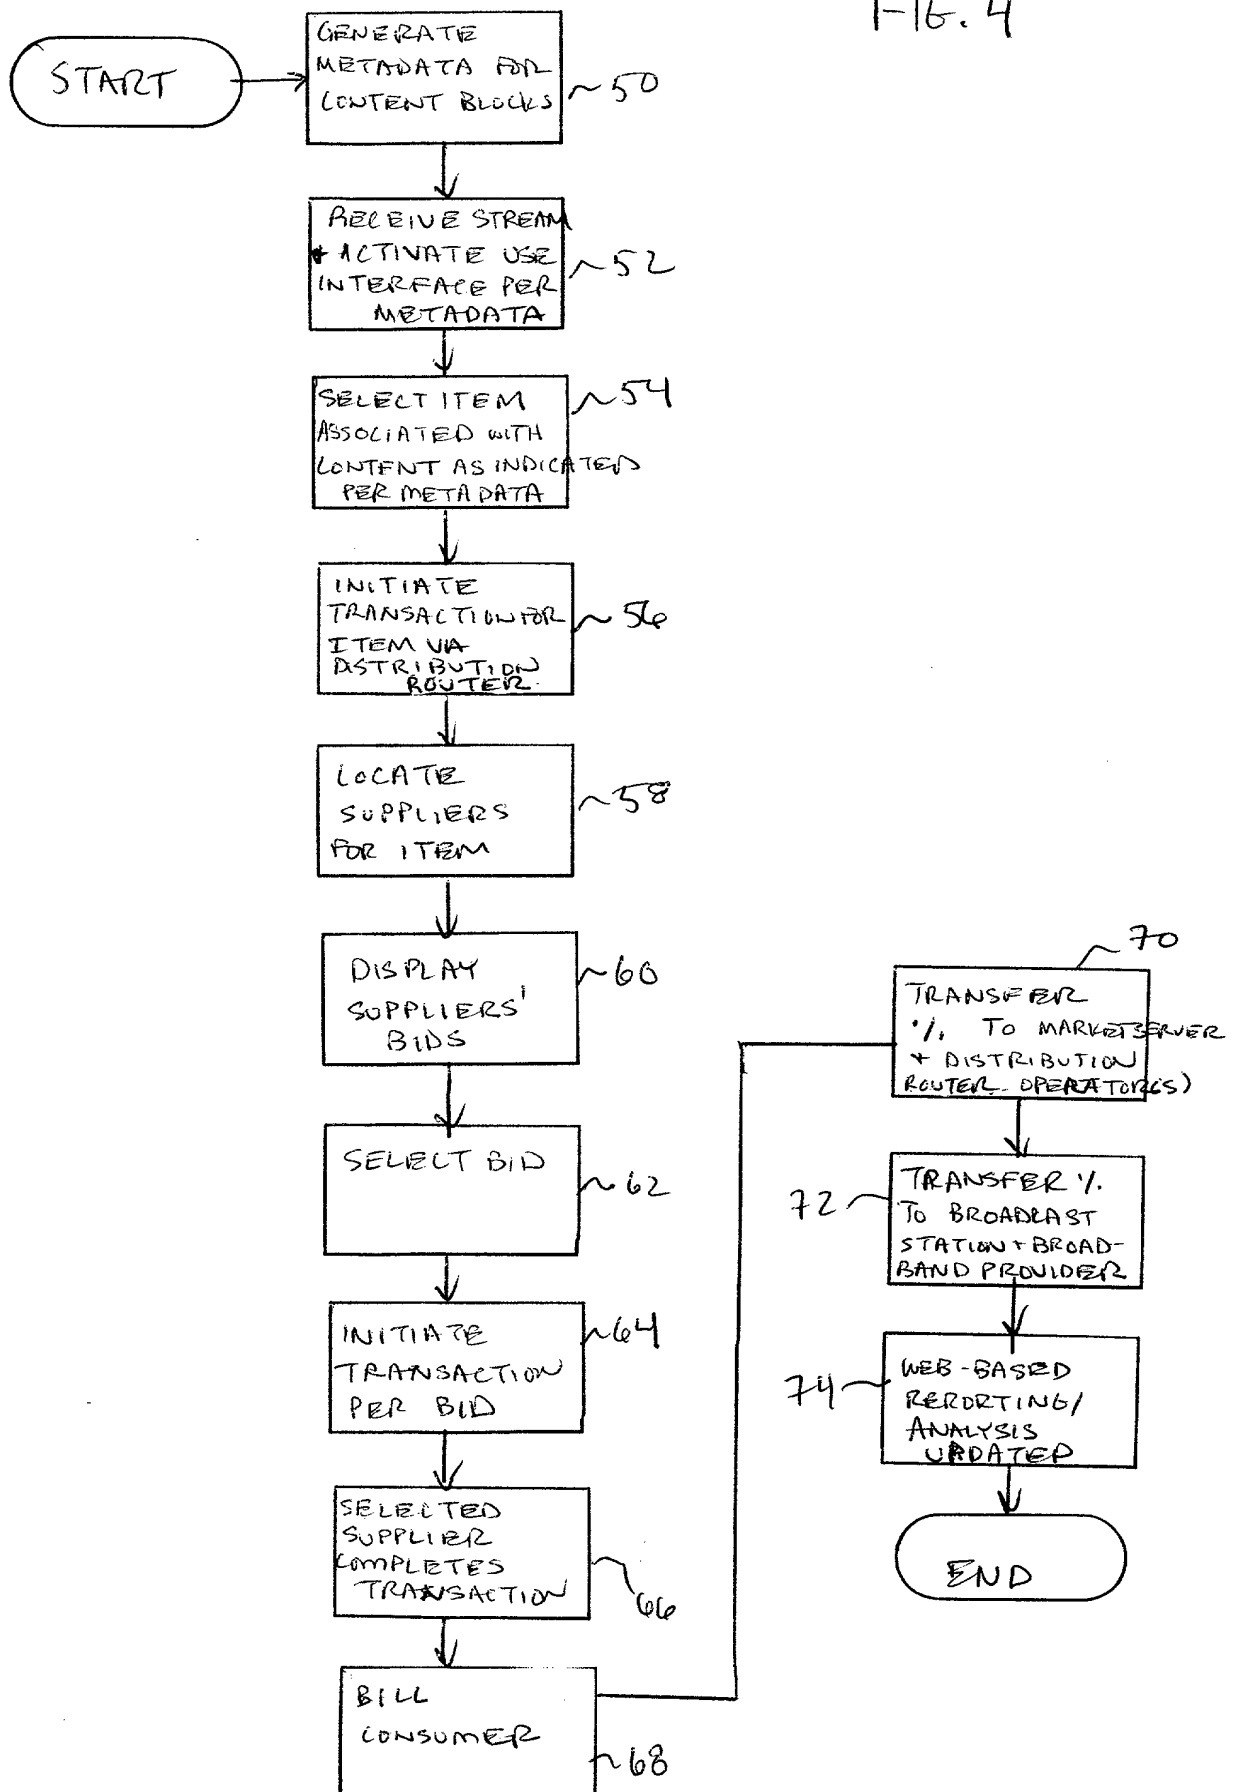 FIG. 4
START
GENERATE
METADATA FOR
CONTENT BLOCKS
50
RECEIVE STREAM
+ ACTIVATE USE
INTERFACE PER
METADATA
52
SELECT ITEM
ASSOCIATED WITH
CONTENT AS INDICATED
PER METADATA
54
INITIATE
TRANSACTION FOR
ITEM VIA
DISTRIBUTION
ROUTER
56
LOCATE
SUPPLIERS
FOR ITEM
58
DISPLAY
SUPPLIERS'
BIDS
60
SELECT BID
62
INITIATE
TRANSACTION
PER BID
64
SELECTED
SUPPLIER
COMPLETES
TRANSACTION
66
BILL
CONSUMER
68
70
TRANSFER
% TO MARKETSERVER
+ DISTRIBUTION
ROUTER OPERATOR(S)
72
TRANSFER %
TO BROADCAST
STATION + BROAD-
BAND PROVIDER
74
WEB-BASED
REPORTING/
ANALYSIS
UPDATED
END